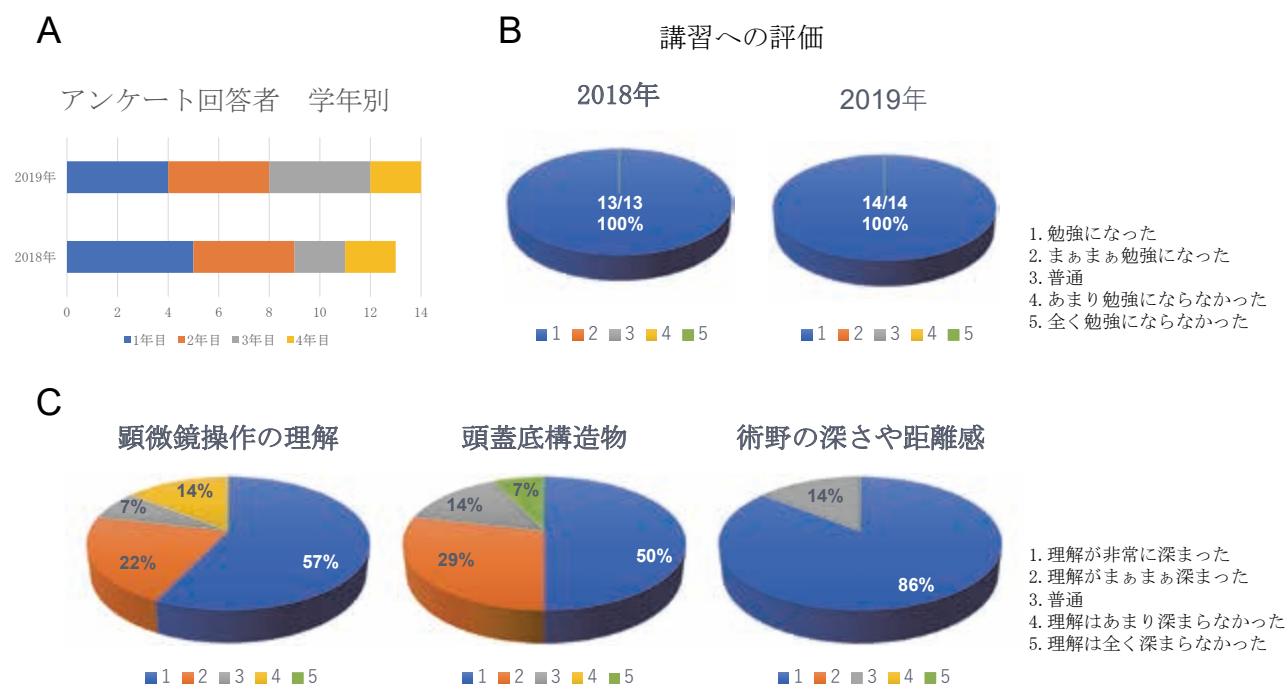 A
アンケート回答者　学年別
2019年
2018年
0 2 4 6 8 10 12 14
1年目 2年目 3年目 4年目
B
講習への評価
2018年
13/13
100%
1 2 3 4 5
2019年
14/14
100%
1 2 3 4 5
1. 勉強になった
2. まぁまぁ勉強になった
3. 普通
4. あまり勉強にならなかった
5. 全く勉強にならなかった
C
顕微鏡操作の理解
14%
7%
22%
57%
1 2 3 4 5
頭蓋底構造物
7%
14%
29%
50%
1 2 3 4 5
術野の深さや距離感
14%
86%
1 2 3 4 5
1. 理解が非常に深まった
2. 理解がまぁまぁ深まった
3. 普通
4. 理解はあまり深まらなかった
5. 理解は全く深まらなかった